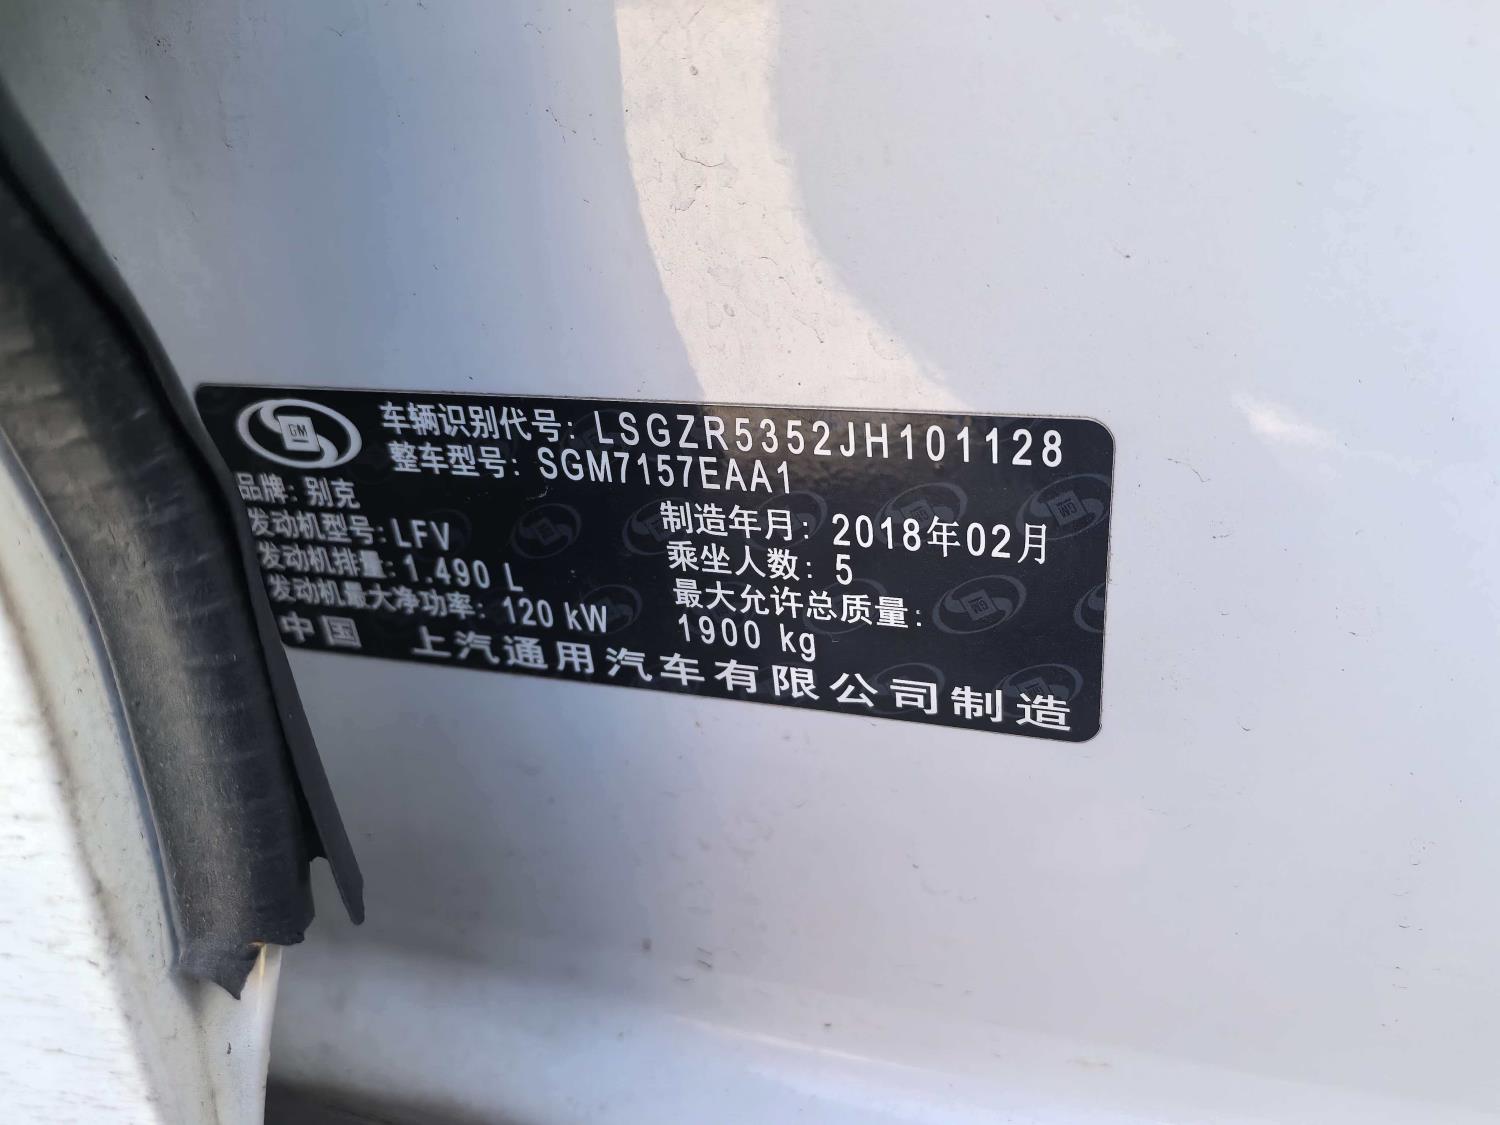 GM
车辆识别代号: LSGZR5352JH101128
整车型号: SGM7157EAA1
品牌: 别克
发动机型号: LFV
制造年月: 2018年02月
发动机排量: 1.490 L
乘坐人数: 5
发动机最大净功率: 120 kW
最大允许总质量:
1900 kg
中国 上汽通用汽车有限公司制造